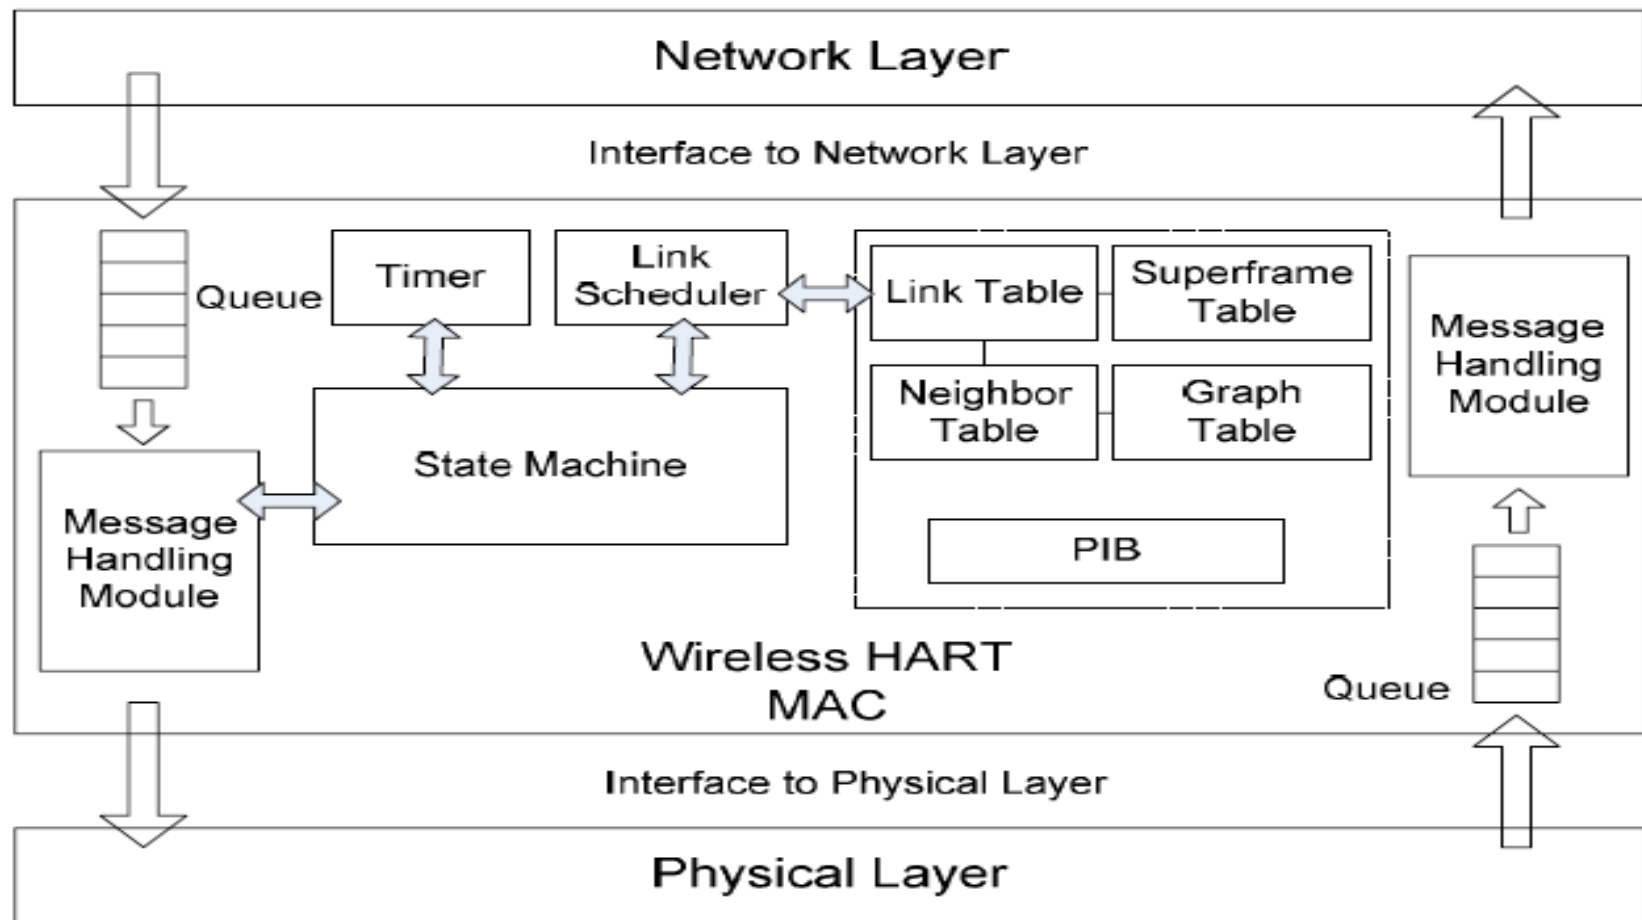 Network Layer
Interface to Network Layer
Queue
Timer
Link
Scheduler
Link Table
Superframe
Table
Neighbor
Table
Graph
Table
PIB
State Machine
Message
Handling
Module
Message
Handling
Module
Queue
Wireless HART
MAC
Interface to Physical Layer
Physical Layer